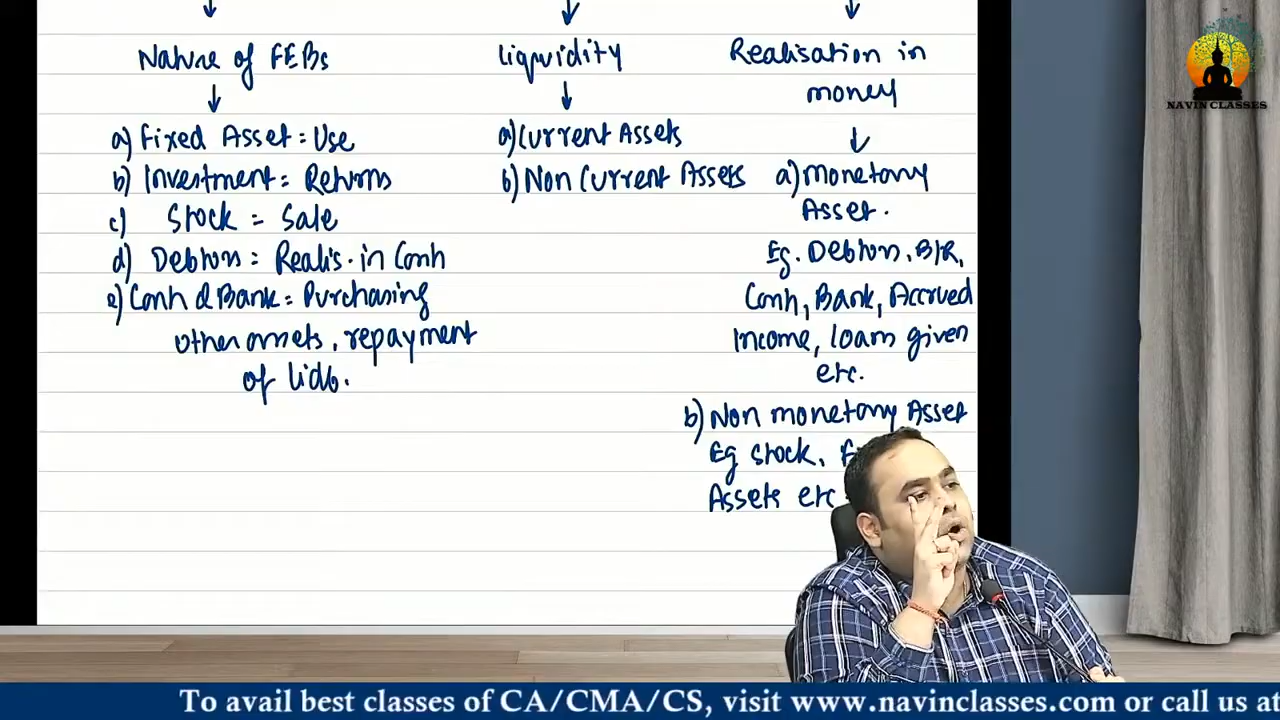 Nature of FEBs
↓
a) Fixed Asset = Use
b) Investment = Returns
c) Stock = Sale
d) Debtors = Realis. in Cash
e) Cash & Bank = Purchasing
other assets, repayment
of liab.
Liquidity
↓
a) Current Assets
b) Non Current Assets
Realisation in
money
↓
a) Monetary
Asset.
Eg. Debtors, B/R,
Cash, Bank, Accrued
Income, loans given
etc.
b) Non monetary Asset
Eg Stock,
Assets etc
NAVIN CLASSES
To avail best classes of CA/CMA/CS, visit www.navinclasses.com or call us at